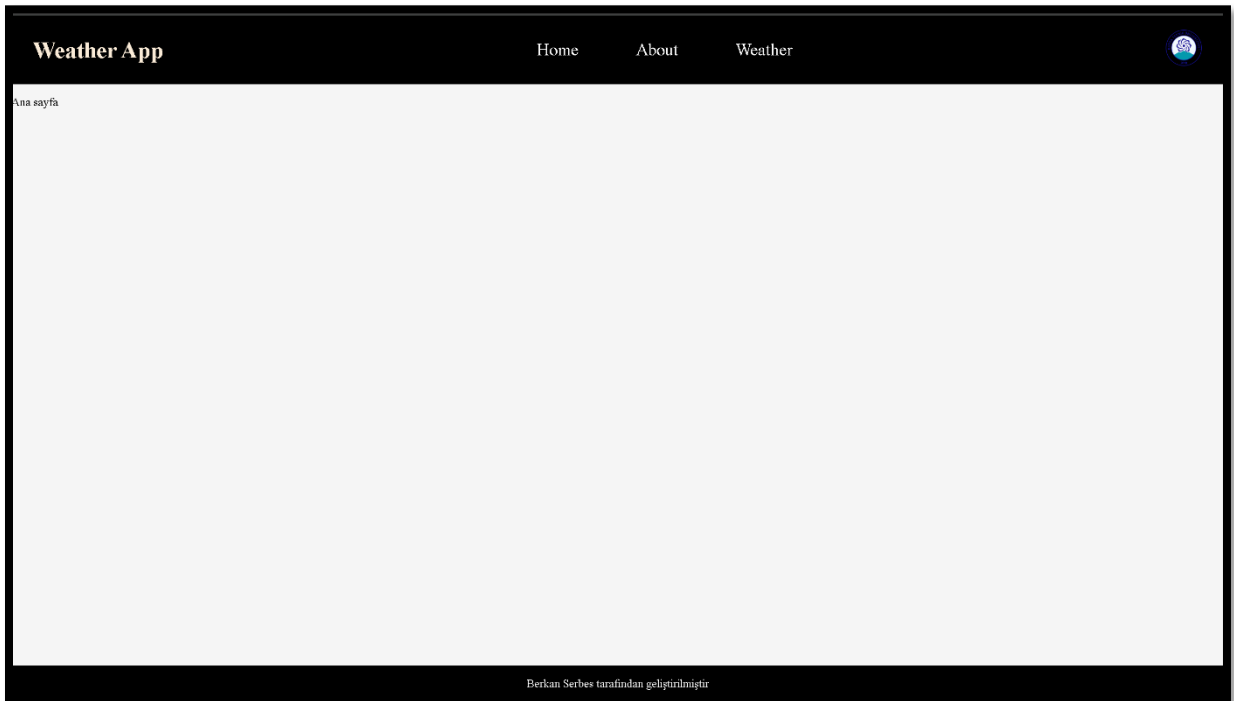 Weather App
Home About Weather
Ana sayfa
Berkan Serbes tarafından geliştirilmiştir